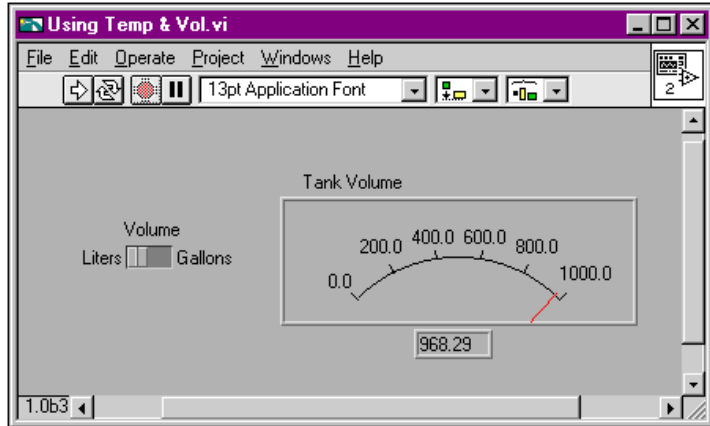 Using Temp & Vol.vi
File Edit Operate Project Windows Help
13pt Application Font
2
Tank Volume
Volume
Liters Gallons
0.0 200.0 400.0 600.0 800.0 1000.0
968.29
1.0b3